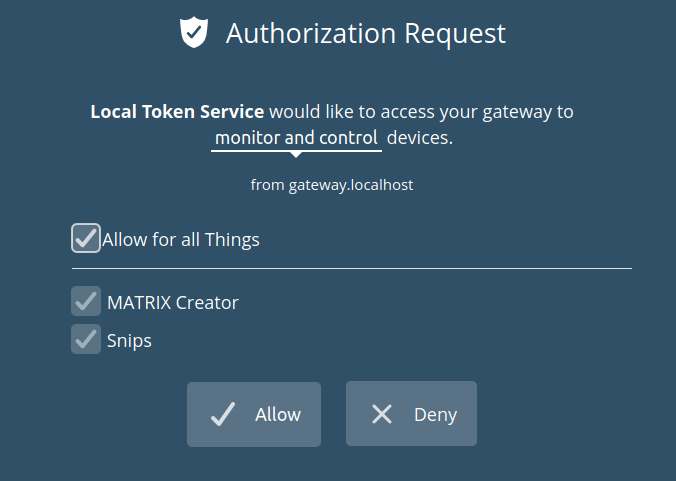 Authorization Request
Local Token Service would like to access your gateway to
monitor and control devices.
from gateway.localhost
Allow for all Things
MATRIX Creator
Snips
Allow
Deny